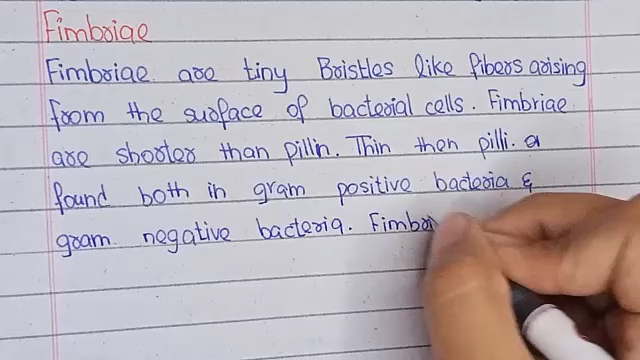 Fimbriae
Fimbriae are tiny Bristles like fibers arising
from the surface of bacterial cells. Fimbriae
are shorter than pillin. Thin then pilli. a
found both in gram positive bacteria &
gram negative bacteria. Fimbr